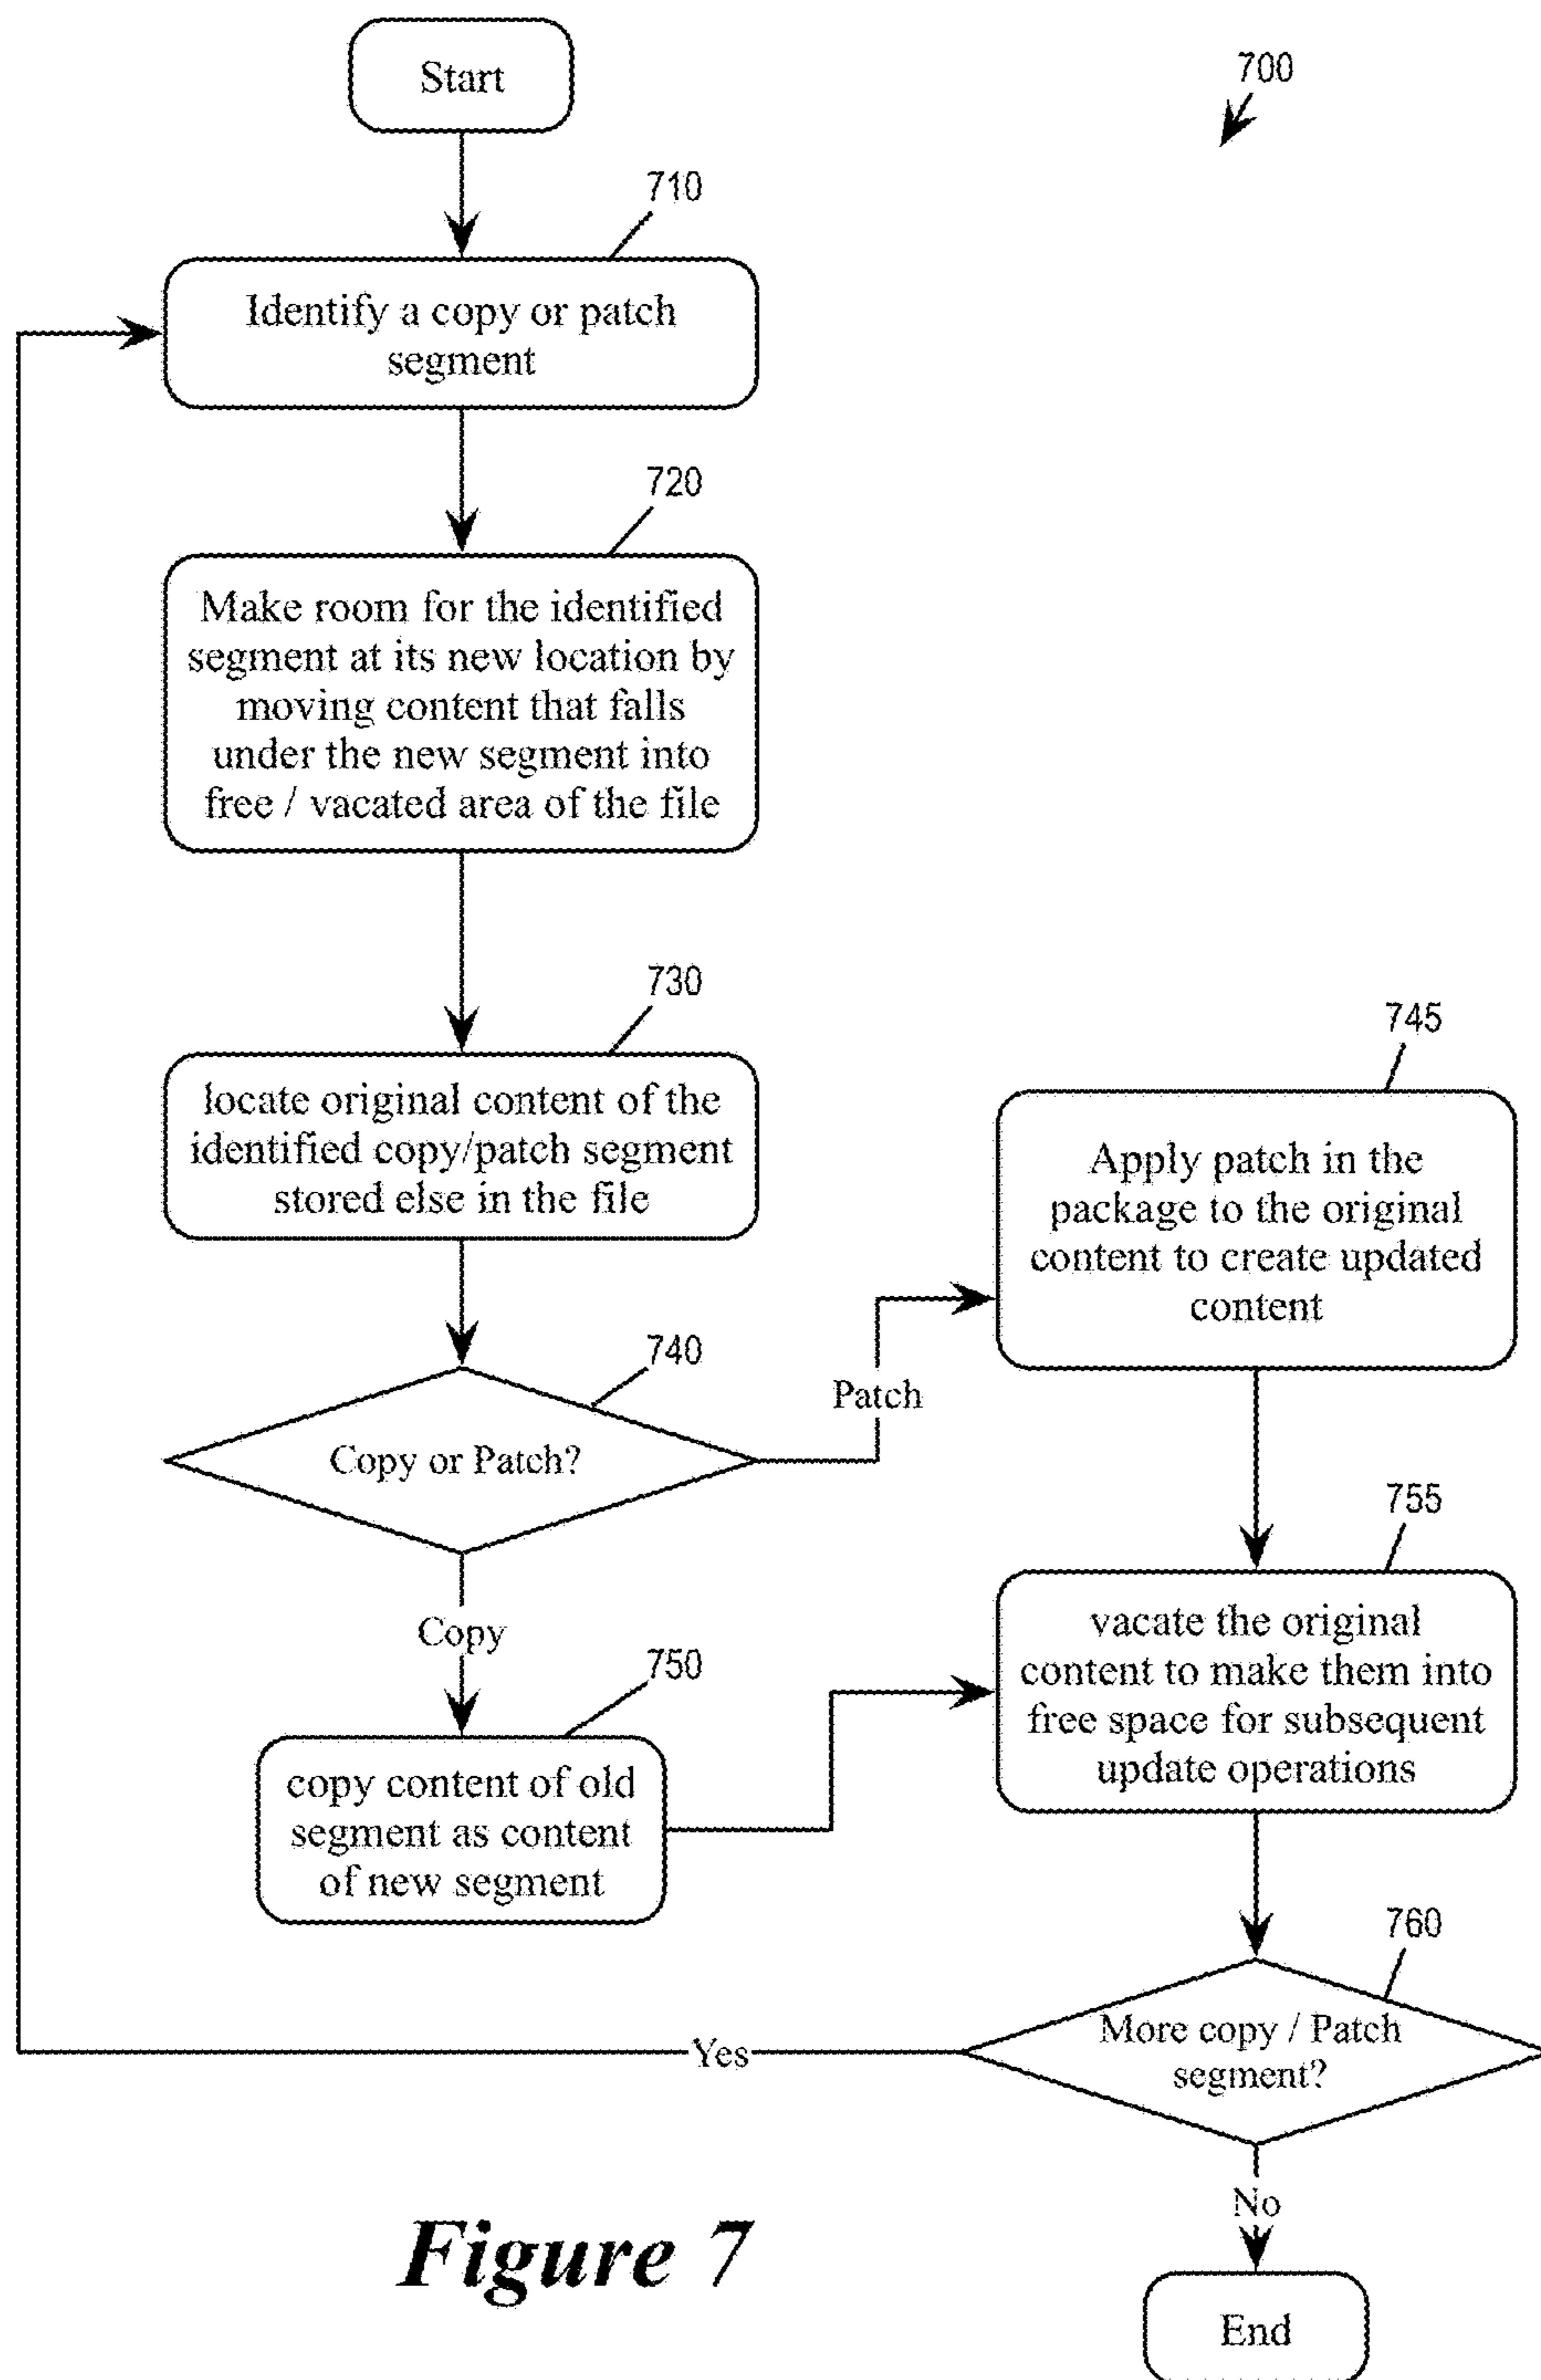 Start
700
710
Identify a copy or patch
segment
720
Make room for the identified
segment at its new location by
moving content that falls
under the new segment into
free / vacated area of the file
730
locate original content of the
identified copy/patch segment
stored else in the file
740
Copy or Patch?
Patch
745
Apply patch in the
package to the original
content to create updated
content
Copy
750
copy content of old
segment as content
of new segment
755
vacate the original
content to make them into
free space for subsequent
update operations
760
More copy / Patch
segment?
Yes
No
End
Figure 7